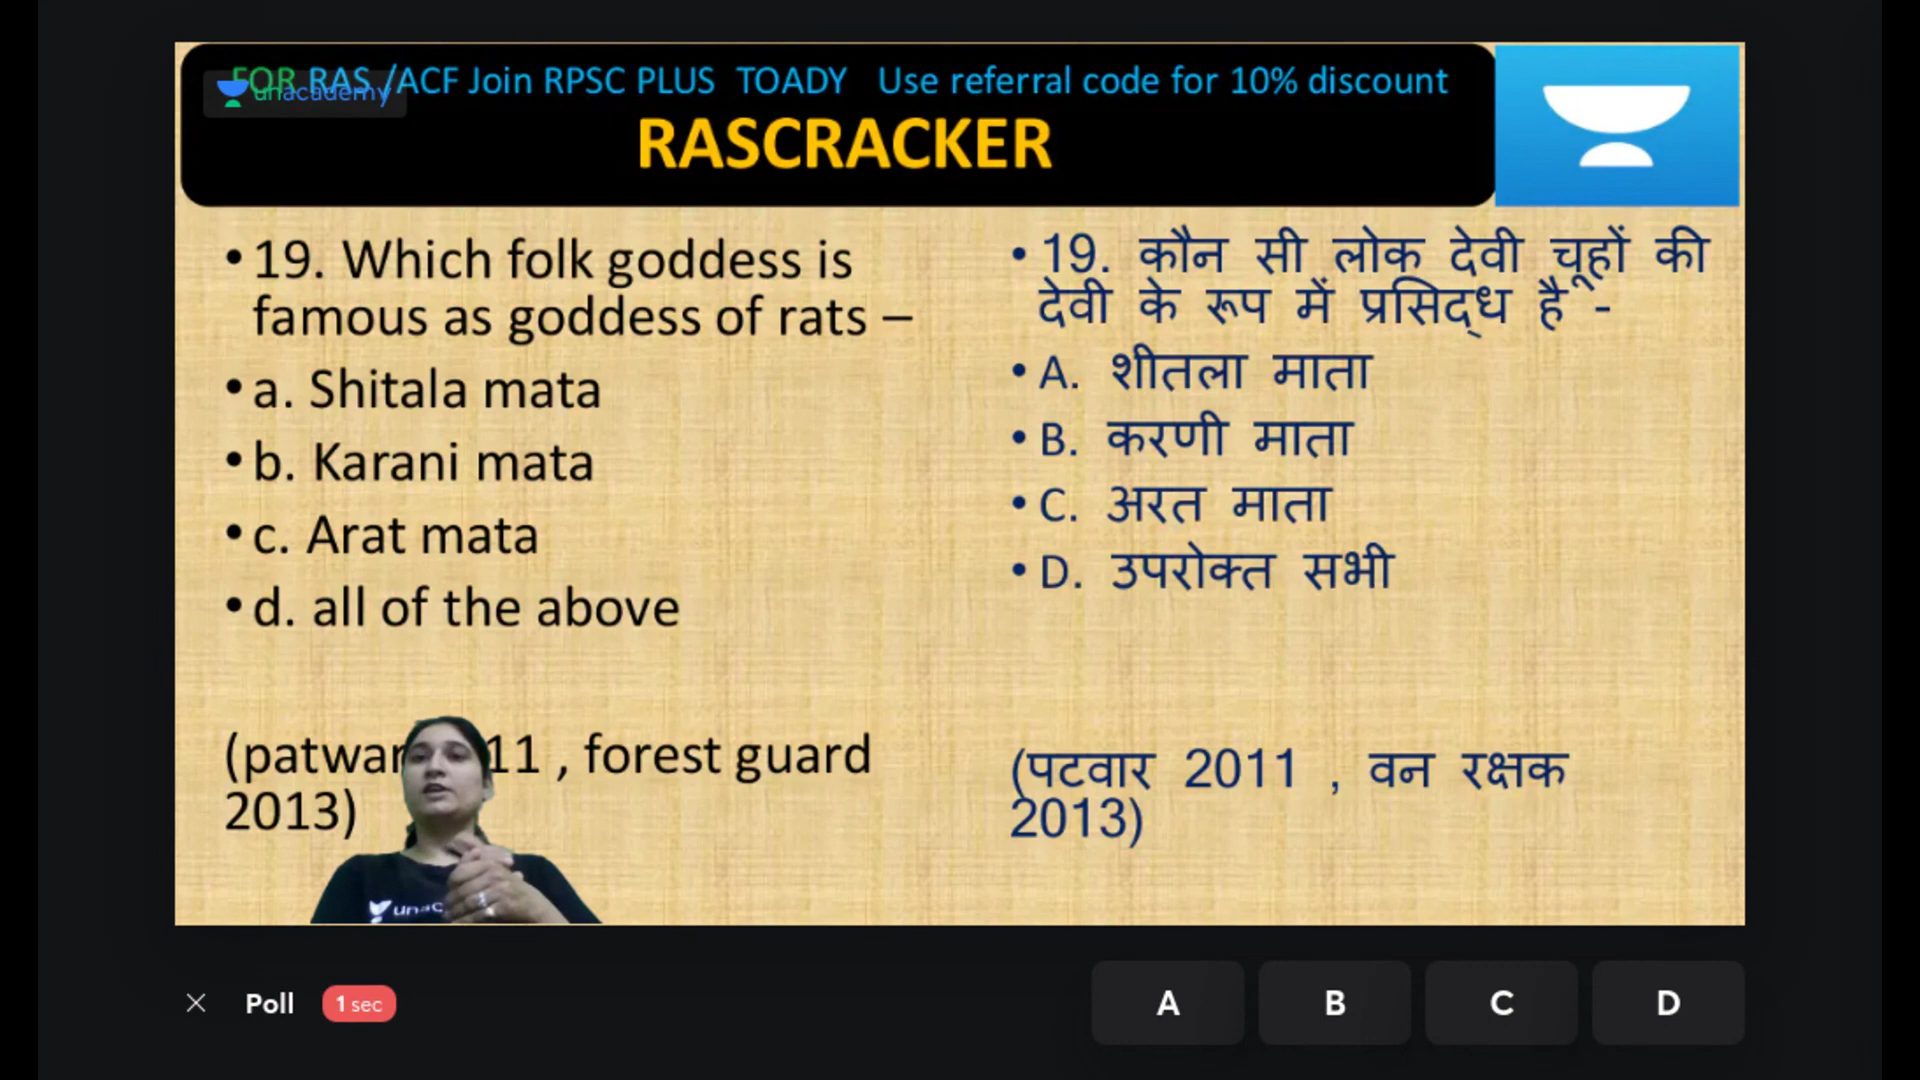 FOR RAS /ACF Join RPSC PLUS TOADY Use referral code for 10% discount
unacademy
RASCRACKER
• 19. Which folk goddess is
famous as goddess of rats –
• a. Shitala mata
• b. Karani mata
• c. Arat mata
• d. all of the above
(patwar 11 , forest guard
2013)
• 19. कौन सी लोक देवी चूहों की
देवी के रूप में प्रसिद्ध है -
• A. शीतला माता
• B. करणी माता
• C. अरत माता
• D. उपरोक्त सभी
(पटवार 2011 , वन रक्षक
2013)
Poll 1 sec
A B C D